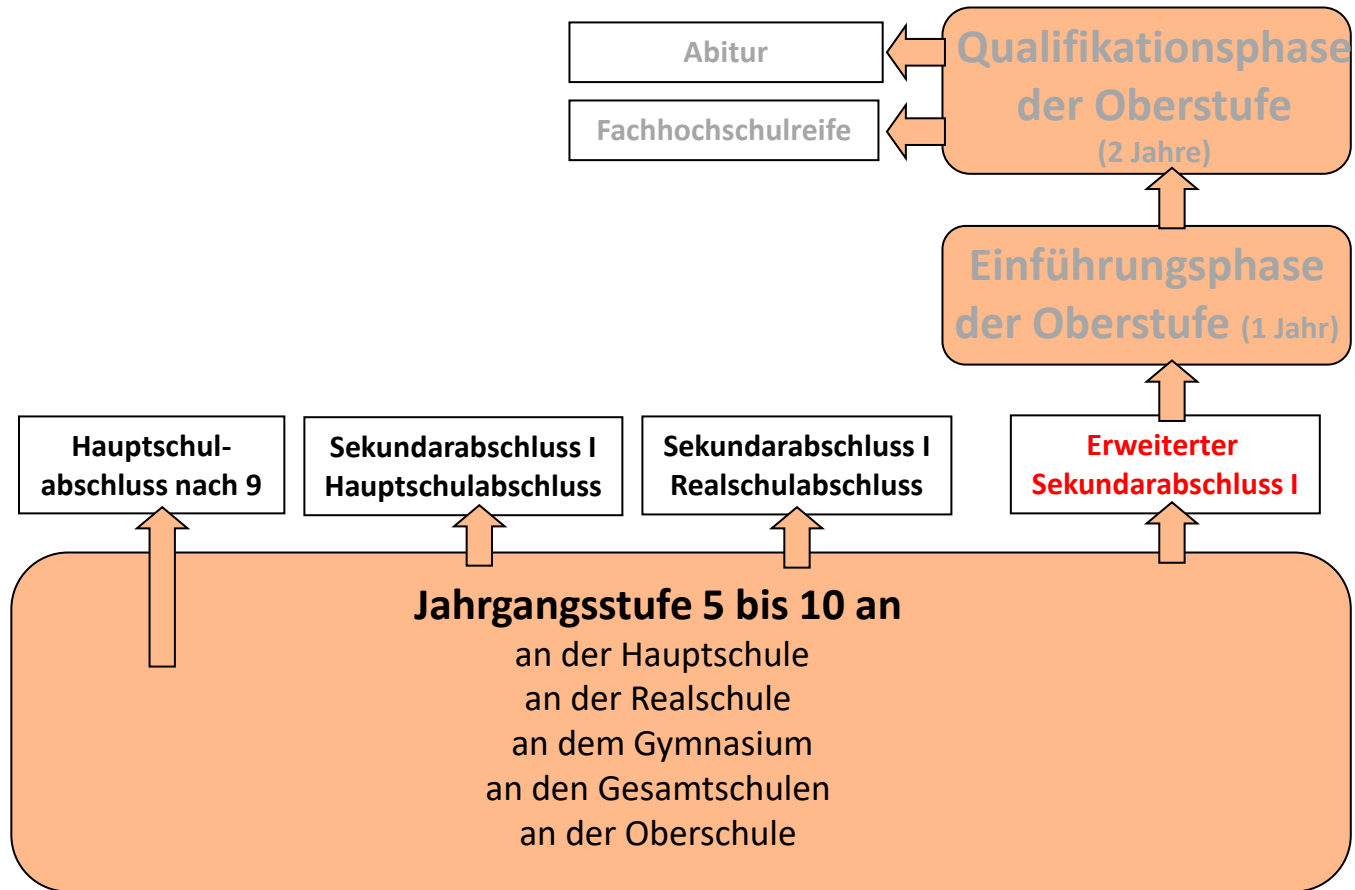 Abitur
Fachhochschulreife
Qualifikationsphase
der Oberstufe
(2 Jahre)
Einführungsphase
der Oberstufe (1 Jahr)
Hauptschul-
abschluss nach 9
Sekundarabschluss I
Hauptschulabschluss
Sekundarabschluss I
Realschulabschluss
Erweiterter
Sekundarabschluss I
Jahrgangsstufe 5 bis 10 an
an der Hauptschule
an der Realschule
an dem Gymnasium
an den Gesamtschulen
an der Oberschule